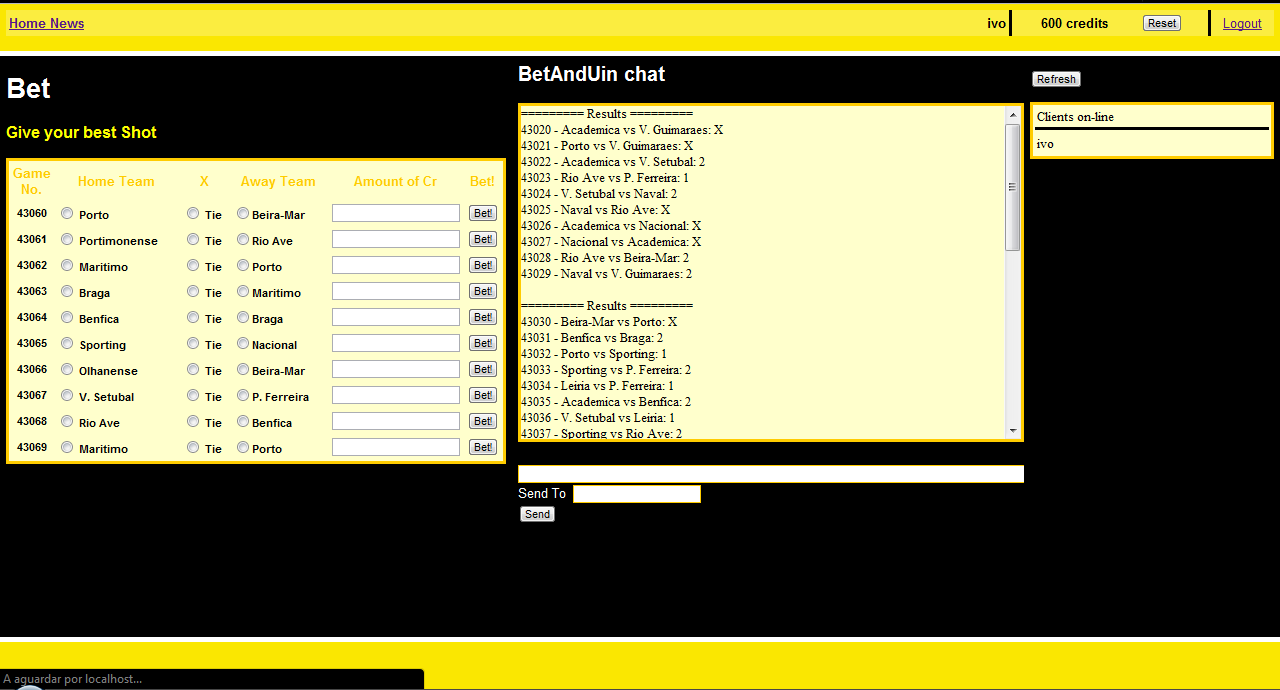 Home News
ivo 600 credits Reset Logout
Bet
Give your best Shot
Game No. Home Team X Away Team Amount of Cr Bet!
43060 Porto Tie Beira-Mar Bet!
43061 Portimonense Tie Rio Ave Bet!
43062 Maritimo Tie Porto Bet!
43063 Braga Tie Maritimo Bet!
43064 Benfica Tie Braga Bet!
43065 Sporting Tie Nacional Bet!
43066 Olhanense Tie Beira-Mar Bet!
43067 V. Setubal Tie P. Ferreira Bet!
43068 Rio Ave Tie Benfica Bet!
43069 Maritimo Tie Porto Bet!
BetAndUin chat
========= Results =========
43020 - Academica vs V. Guimaraes: X
43021 - Porto vs V. Guimaraes: X
43022 - Academica vs V. Setubal: 2
43023 - Rio Ave vs P. Ferreira: 1
43024 - V. Setubal vs Naval: 2
43025 - Naval vs Rio Ave: X
43026 - Academica vs Nacional: X
43027 - Nacional vs Academica: X
43028 - Rio Ave vs Beira-Mar: 2
43029 - Naval vs V. Guimaraes: 2
========= Results =========
43030 - Beira-Mar vs Porto: X
43031 - Benfica vs Braga: 2
43032 - Porto vs Sporting: 1
43033 - Sporting vs P. Ferreira: 2
43034 - Leiria vs P. Ferreira: 1
43035 - Academica vs Benfica: 2
43036 - V. Setubal vs Leiria: 1
43037 - Sporting vs Rio Ave: 2
Send To
Send
Refresh
Clients on-line
ivo
A aguardar por localhost...